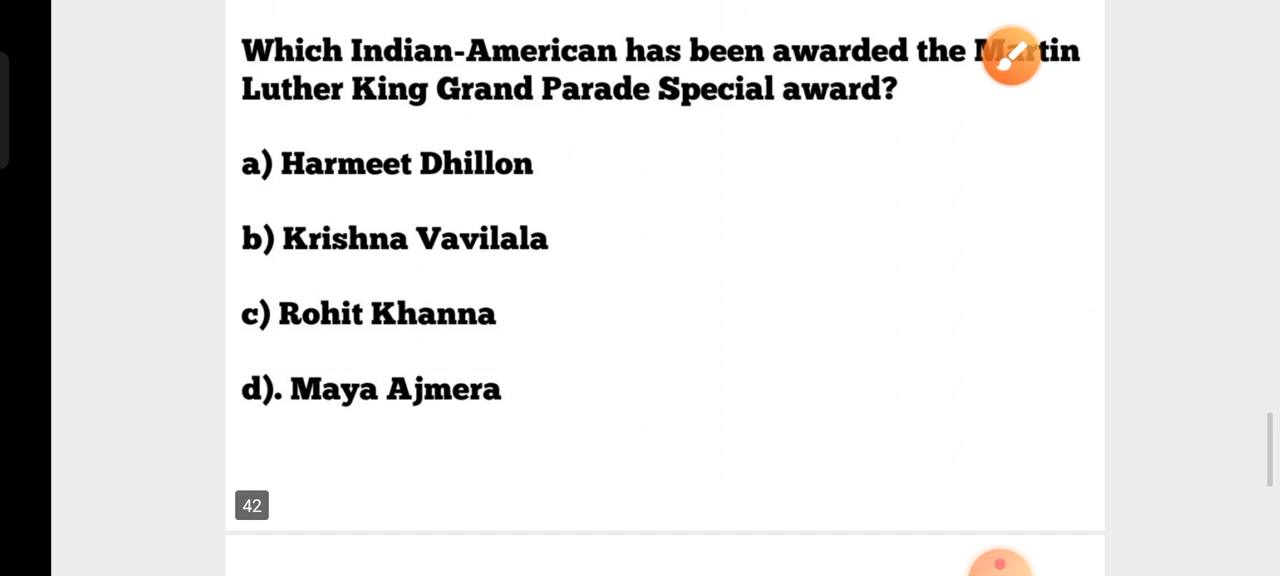 Which Indian-American has been awarded the Martin
Luther King Grand Parade Special award?
a) Harmeet Dhillon
b) Krishna Vavilala
c) Rohit Khanna
d). Maya Ajmera
42